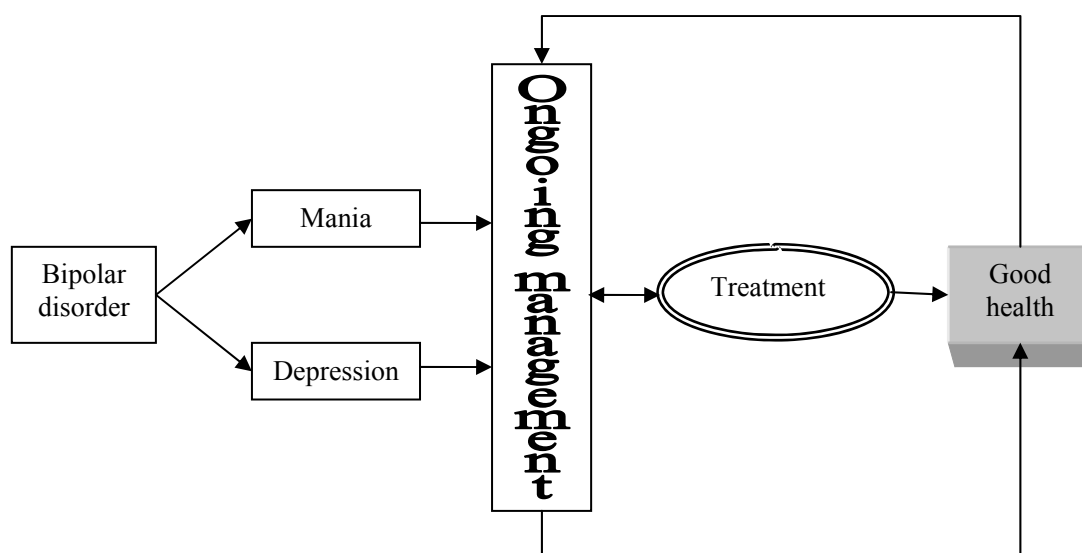 Bipolar
disorder
Mania
Depression
Ongoing management
Treatment
Good
health